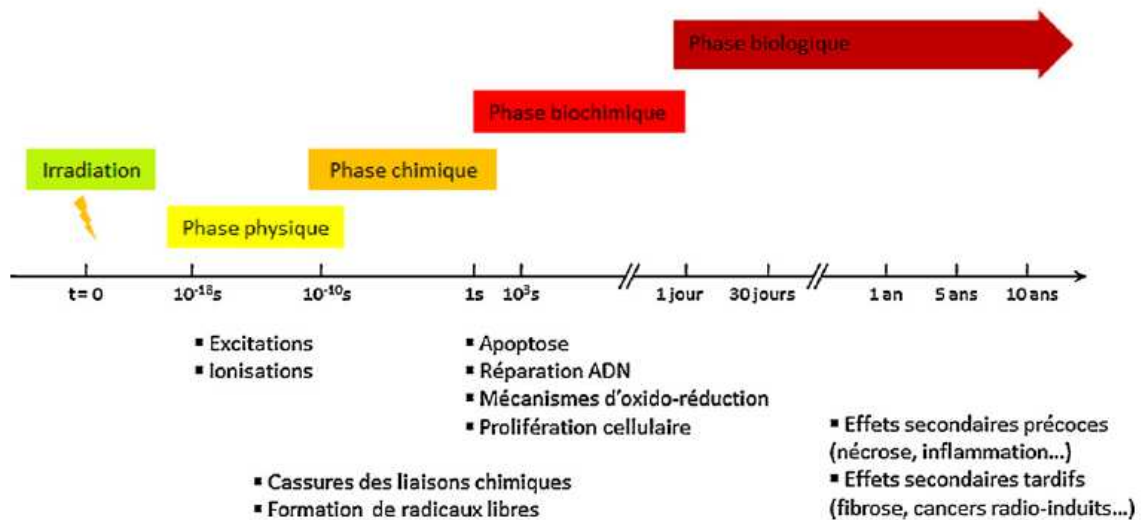 Phase biologique
Phase biochimique
Irradiation
Phase chimique
Phase physique
t= 0
10⁻¹⁸s
10⁻¹⁰s
1s
10³s
1 jour
30 jours
1 an
5 ans
10 ans
▪ Excitations
▪ Ionisations
▪ Apoptose
▪ Réparation ADN
▪ Mécanismes d'oxido-réduction
▪ Prolifération cellulaire
▪ Cassures des liaisons chimiques
▪ Formation de radicaux libres
▪ Effets secondaires précoces
(nécrose, inflammation...)
▪ Effets secondaires tardifs
(fibrose, cancers radio-induits...)